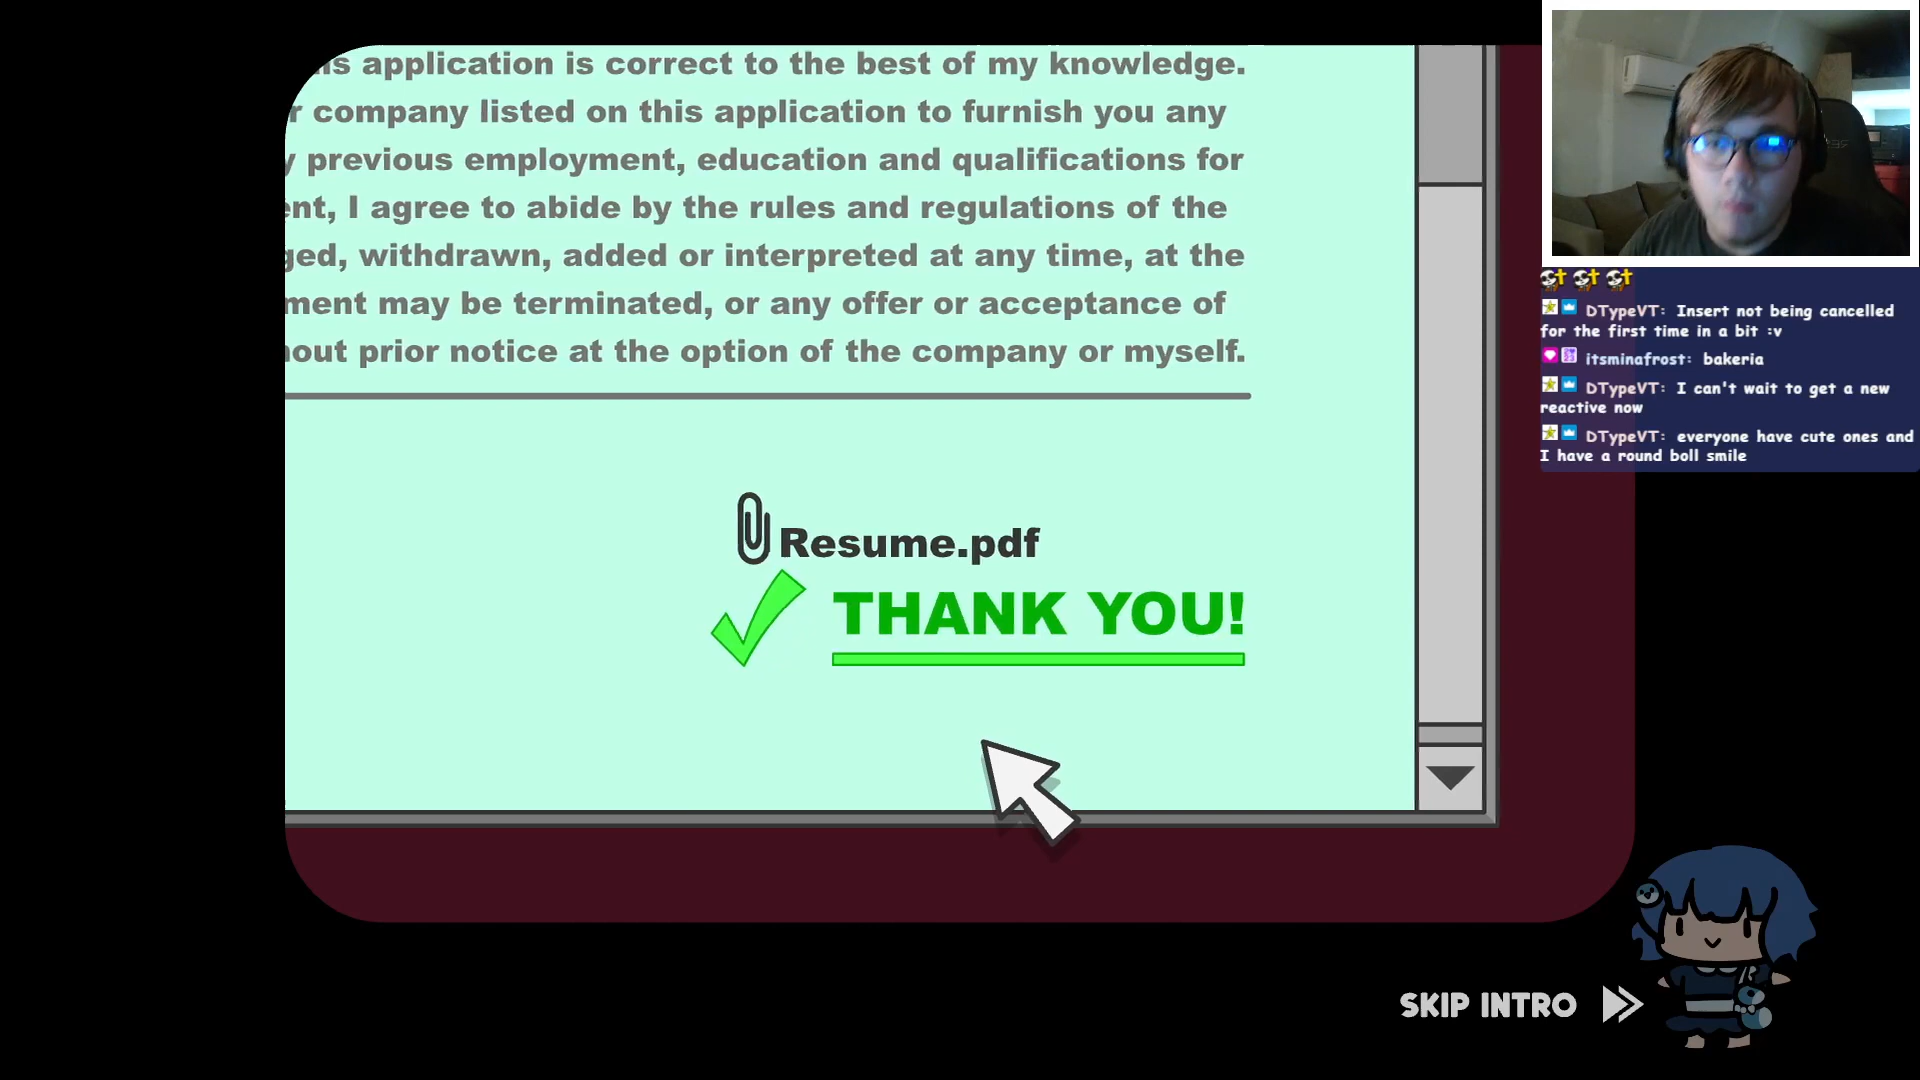 is application is correct to the best of my knowledge.
r company listed on this application to furnish you any
y previous employment, education and qualifications for
ent, I agree to abide by the rules and regulations of the
ged, withdrawn, added or interpreted at any time, at the
ment may be terminated, or any offer or acceptance of
hout prior notice at the option of the company or myself.
Resume.pdf
THANK YOU!
DTypeVT: Insert not being cancelled
for the first time in a bit :v
itsminafrost: bakeria
DTypeVT: I can't wait to get a new
reactive now
DTypeVT: everyone have cute ones and
I have a round boll smile
SKIP INTRO